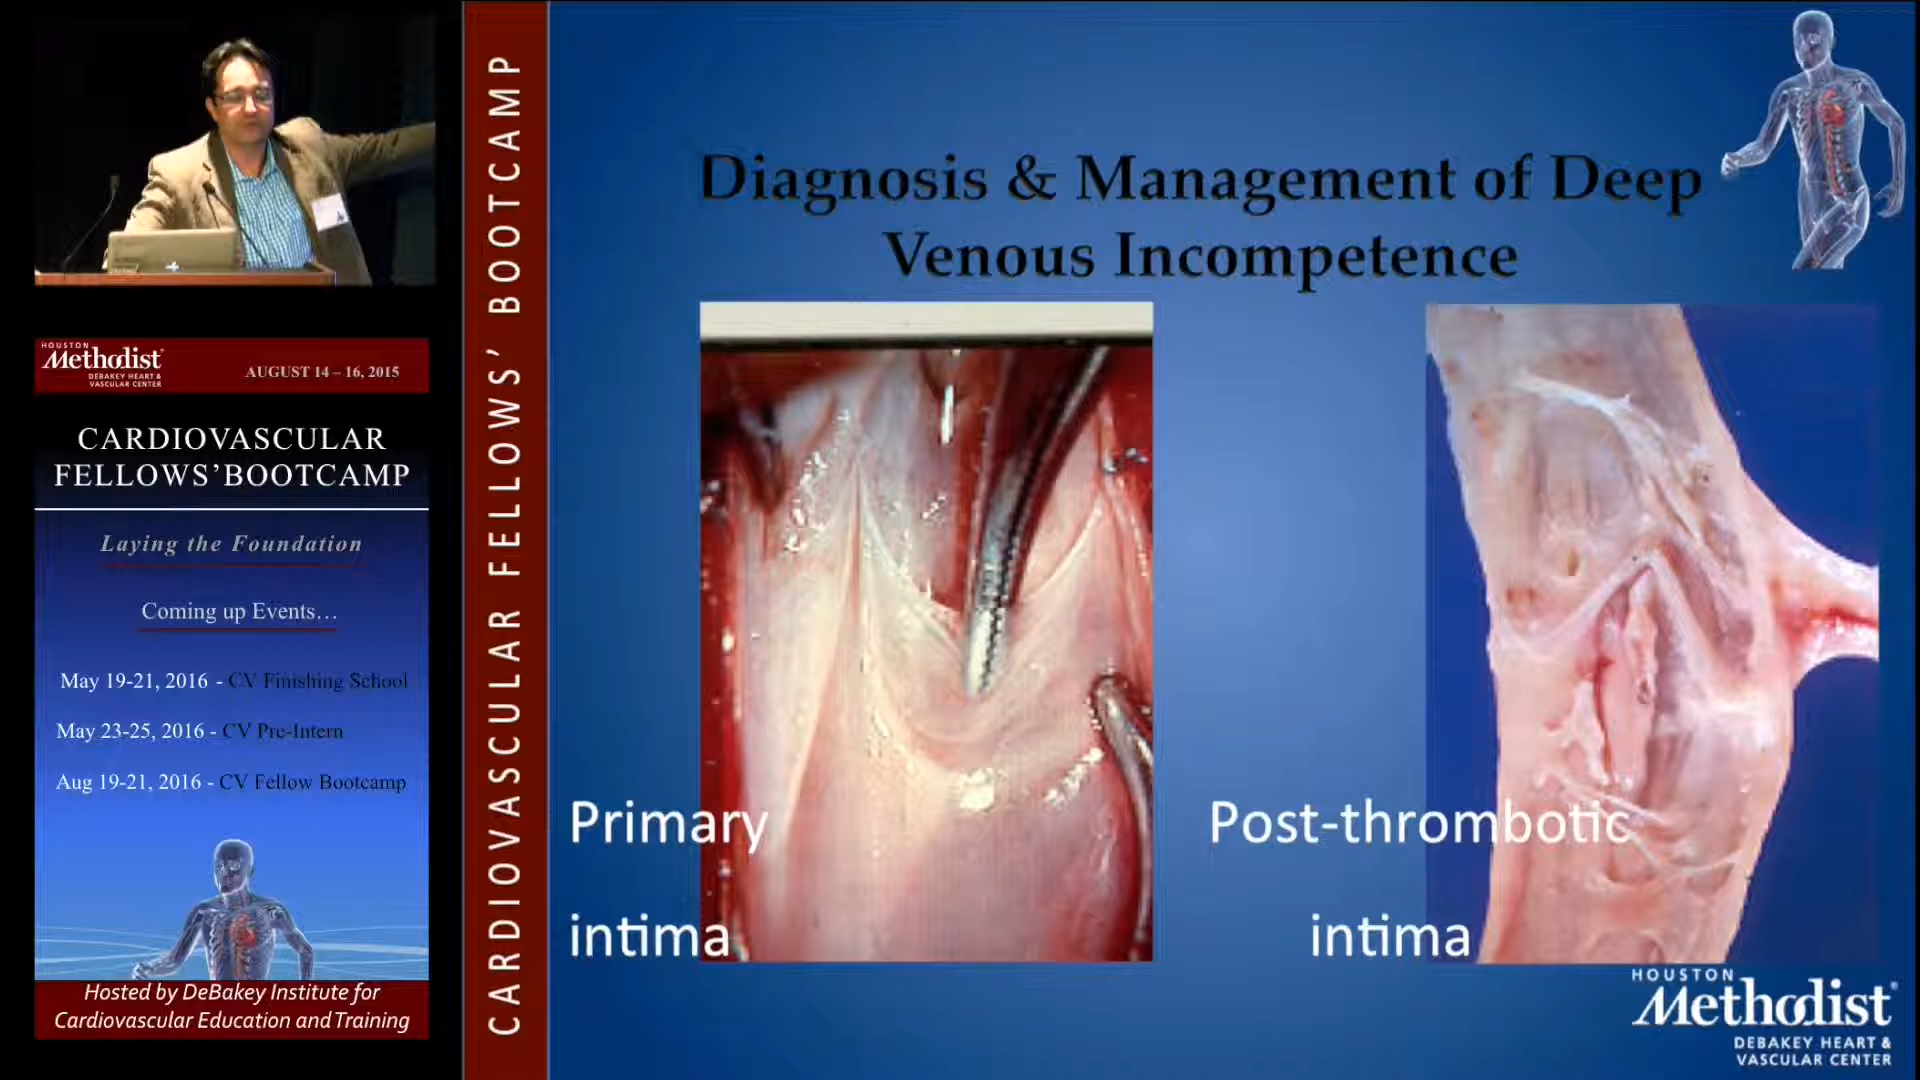 HOUSTON
Methodist
DEBAKEY HEART &
VASCULAR CENTER
AUGUST 14 – 16, 2015
CARDIOVASCULAR
FELLOWS’BOOTCAMP
Laying the Foundation
Coming up Events…
May 19-21, 2016 - CV Finishing School
May 23-25, 2016 - CV Pre-Intern
Aug 19-21, 2016 - CV Fellow Bootcamp
Hosted by DeBakey Institute for
Cardiovascular Education and Training
CARDIOVASCULAR FELLOWS’ BOOTCAMP
Diagnosis & Management of Deep
Venous Incompetence
Primary
intima
Post-thrombotic
intima
HOUSTON
Methodist
DEBAKEY HEART &
VASCULAR CENTER